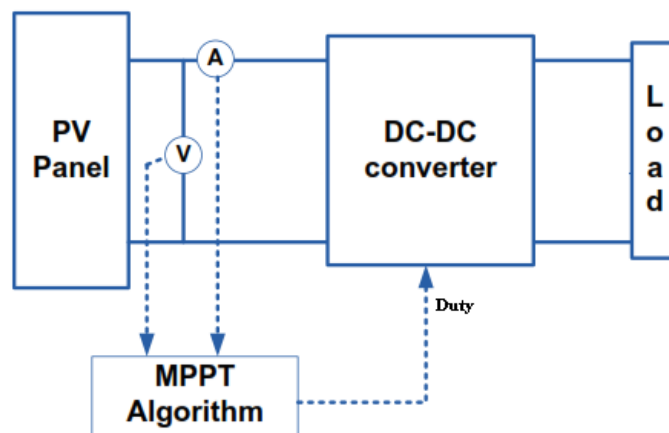 PV
Panel
A
V
DC-DC
converter
L
o
a
d
Duty
MPPT
Algorithm